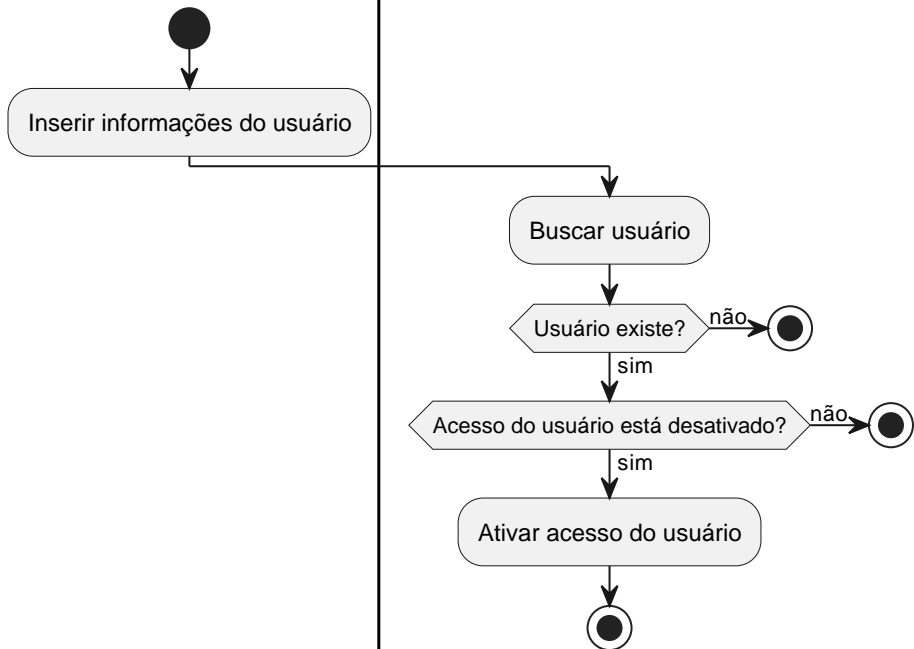 Inserir informações do usuário
Buscar usuário
Usuário existe?
não
sim
Acesso do usuário está desativado?
não
sim
Ativar acesso do usuário